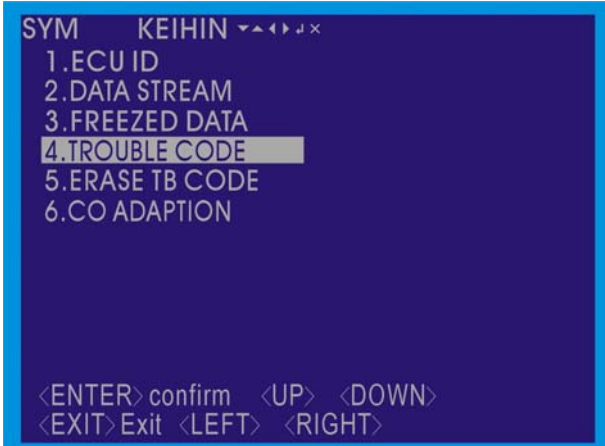 SYM KEIHIN ▼▲◀▶↲×
1.ECU ID
2.DATA STREAM
3.FREEZED DATA
4.TROUBLE CODE
5.ERASE TB CODE
6.CO ADAPTION
<ENTER> confirm <UP> <DOWN>
<EXIT> Exit <LEFT> <RIGHT>